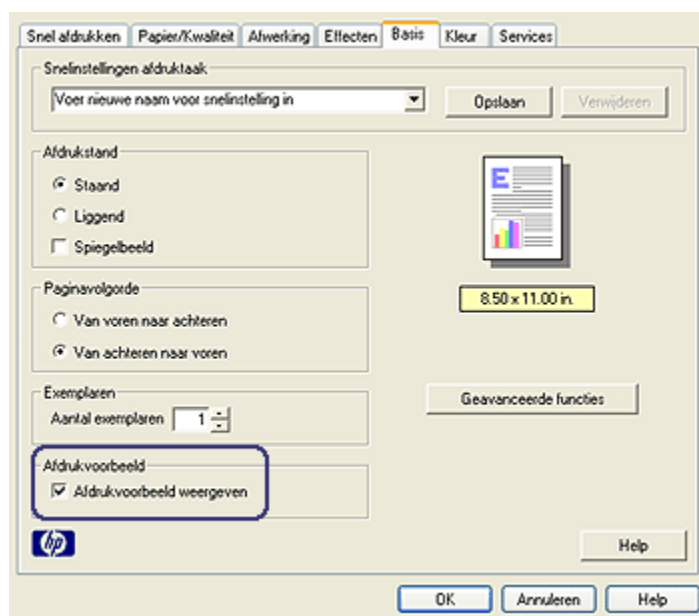 Snel afdrukken Papier/Kwaliteit Afwerking Effecten Basis Kleur Services
Snelinstellingen afdruktaak
Voer nieuwe naam voor snelinstelling in Opslaan Verwijderen
Afdrukstand
Staand
Liggend
Spiegelbeeld
E
8.50 x 11.00 in.
Paginavolgorde
Van voren naar achteren
Van achteren naar voren
Exemplaren
Aantal exemplaren 1
Geavanceerde functies
Afdrukvoorbeeld
Afdrukvoorbeeld weergeven
hp
Help
OK Annuleren Help